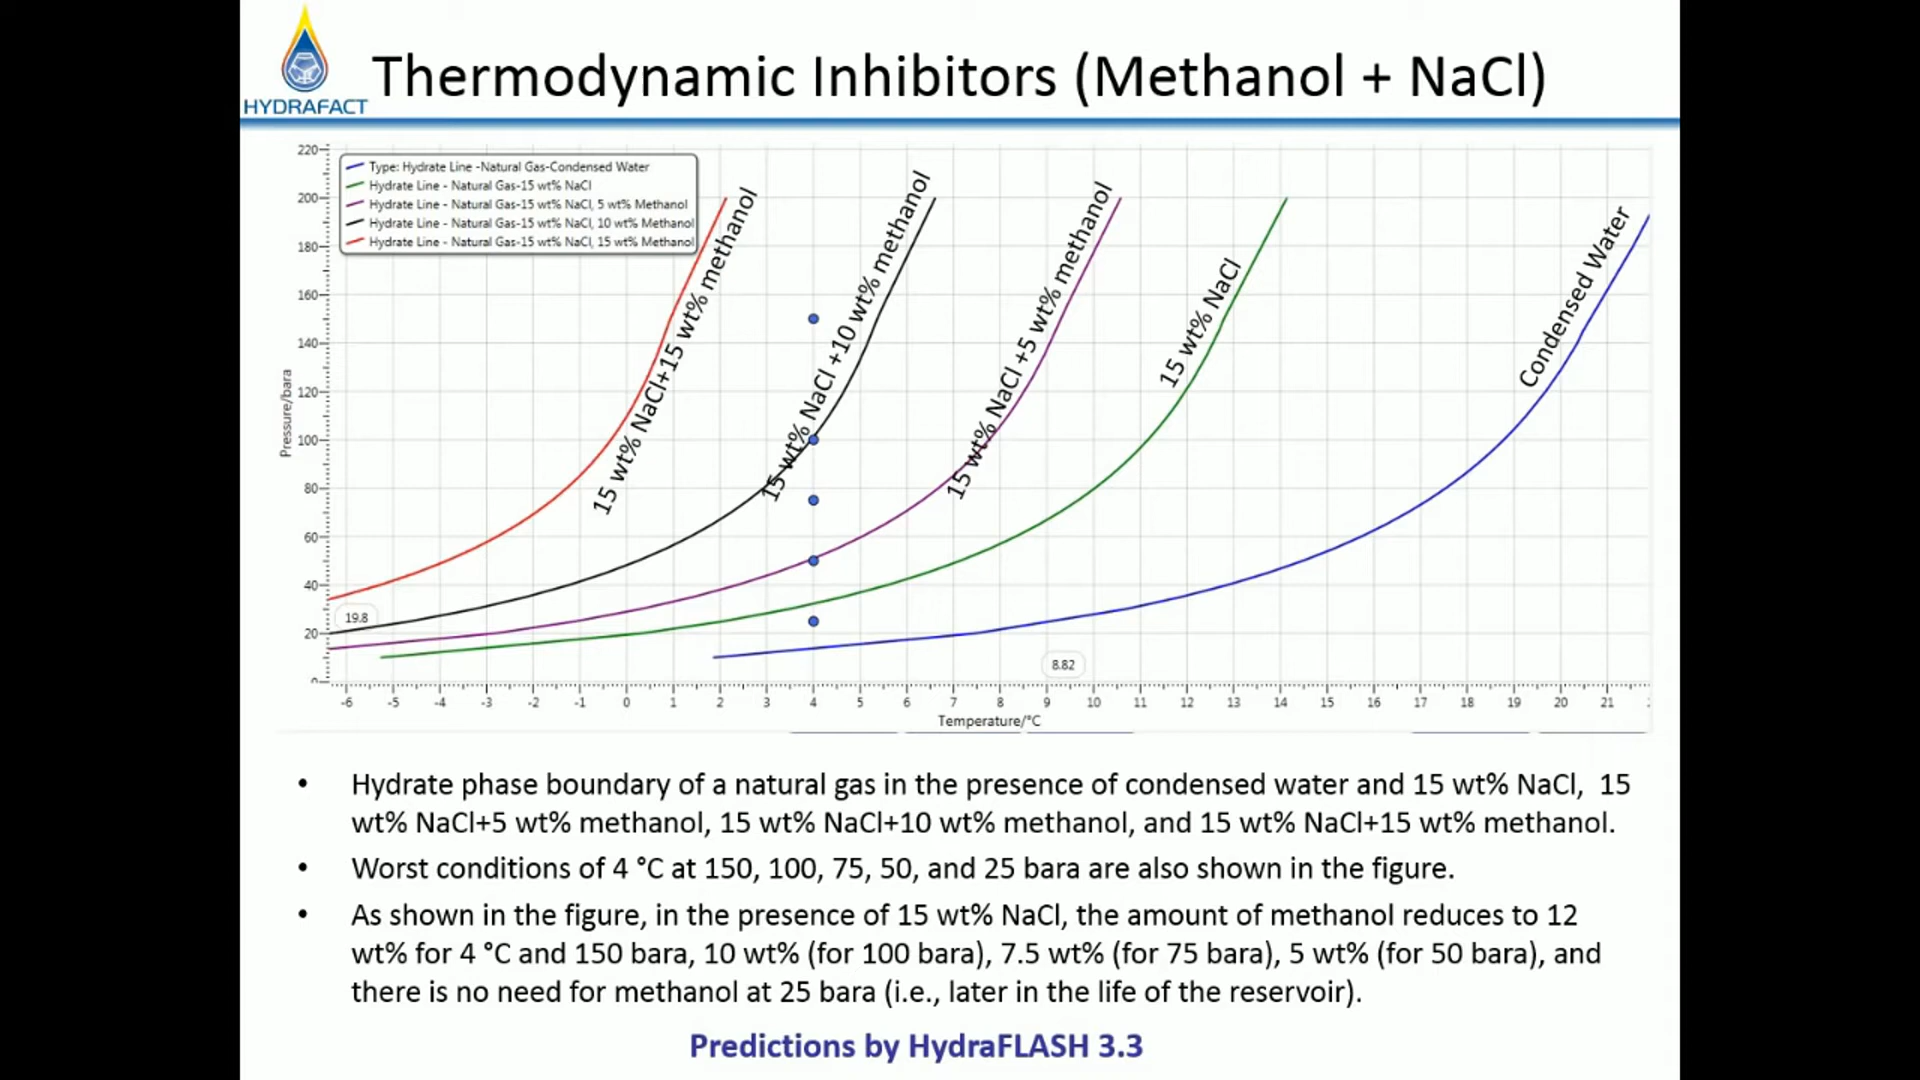 HYDRAFACT
Thermodynamic Inhibitors (Methanol + NaCl)
Type: Hydrate Line -Natural Gas-Condensed Water
Hydrate Line - Natural Gas-15 wt% NaCl
Hydrate Line - Natural Gas-15 wt% NaCl, 5 wt% Methanol
Hydrate Line - Natural Gas-15 wt% NaCl, 10 wt% Methanol
Hydrate Line - Natural Gas-15 wt% NaCl, 15 wt% Methanol
15 wt% NaCl+15 wt% methanol
15 wt% NaCl +10 wt% methanol
15 wt% NaCl +5 wt% methanol
15 wt% NaCl
Condensed Water
Pressure/bara
220
200
180
160
140
120
100
80
60
40
20
19.8
8.82
-6 -5 -4 -3 -2 -1 0 1 2 3 4 5 6 7 8 9 10 11 12 13 14 15 16 17 18 19 20 21
Temperature/°C
• Hydrate phase boundary of a natural gas in the presence of condensed water and 15 wt% NaCl, 15
wt% NaCl+5 wt% methanol, 15 wt% NaCl+10 wt% methanol, and 15 wt% NaCl+15 wt% methanol.
• Worst conditions of 4 °C at 150, 100, 75, 50, and 25 bara are also shown in the figure.
• As shown in the figure, in the presence of 15 wt% NaCl, the amount of methanol reduces to 12
wt% for 4 °C and 150 bara, 10 wt% (for 100 bara), 7.5 wt% (for 75 bara), 5 wt% (for 50 bara), and
there is no need for methanol at 25 bara (i.e., later in the life of the reservoir).
Predictions by HydraFLASH 3.3